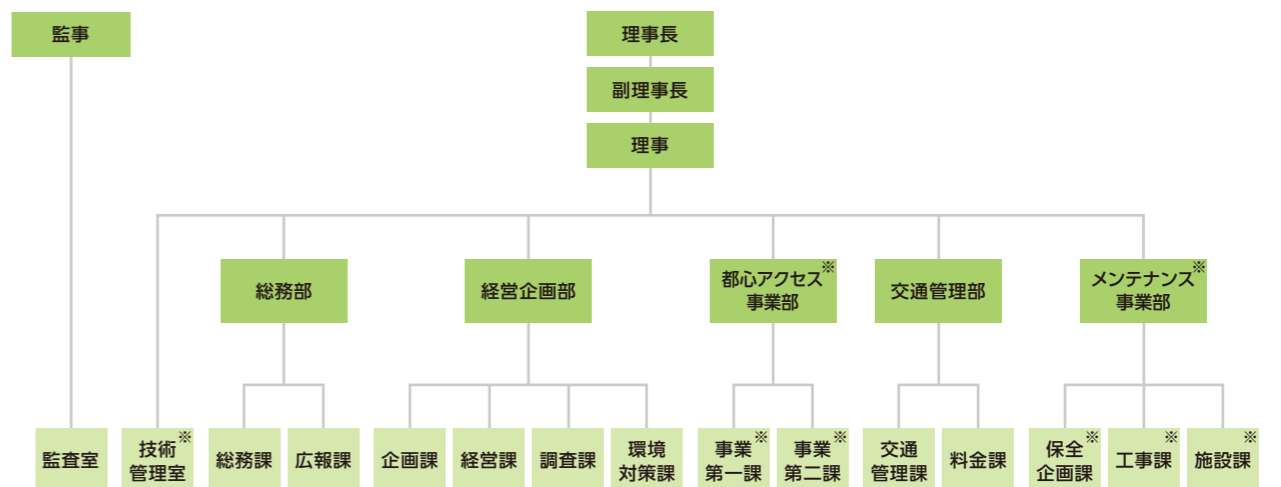 監事
理事長
副理事長
理事
総務部
経営企画部
都心アクセス※
事業部
交通管理部
メンテナンス※
事業部
監査室
技術※
管理室
総務課
広報課
企画課
経営課
調査課
環境
対策課
事業※
第一課
事業※
第二課
交通
管理課
料金課
保全※
企画課
工事課※
施設課※